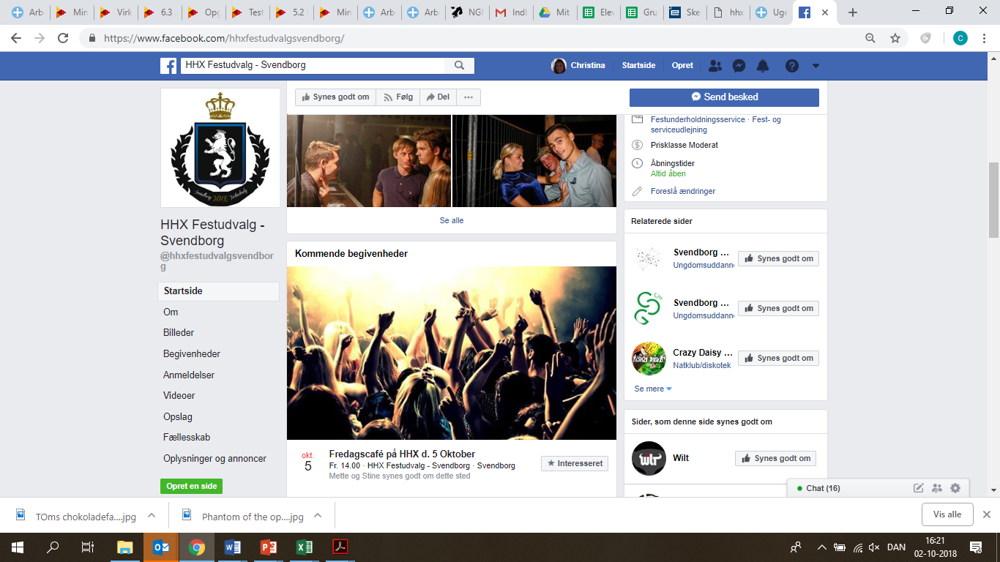 Arb
Min
Virk
6.3
Opg
Test
5.2
Min
Arb
Arb
NGI
Indl
Mit
Elev
Gru
Ske
hhx
Uge
https://www.facebook.com/hhxfestudvalgsvendborg/
C
HHX Festudvalg - Svendborg
Christina
Startside
Opret
HHX Festudvalg -
Svendborg
@hhxfestudvalgsvendbor
g
Startside
Om
Billeder
Begivenheder
Anmeldelser
Videoer
Opslag
Fællesskab
Oplysninger og annoncer
Opret en side
Synes godt om
Følg
Del
Se alle
Kommende begivenheder
okt.
5
Fredagscafé på HHX d. 5 Oktober
Fr. 14.00 · HHX Festudvalg - Svendborg · Svendborg
Mette og Stine synes godt om dette sted
Interesseret
Send besked
Festunderholdningsservice · Fest- og
serviceudlejning
Prisklasse Moderat
Åbningstider
Altid åben
Foreslå ændringer
Relaterede sider
Svendborg ...
Ungdomsuddann
Synes godt om
Svendborg ...
Ungdomsuddann
Synes godt om
Crazy Daisy ...
Natklub/diskotek
Synes godt om
Se mere
Sider, som denne side synes godt om
wilt
Wilt
Synes godt om
Chat (16)
TOms chokoladefa....jpg
Phantom of the op....jpg
Vis alle
DAN
16:21
02-10-2018